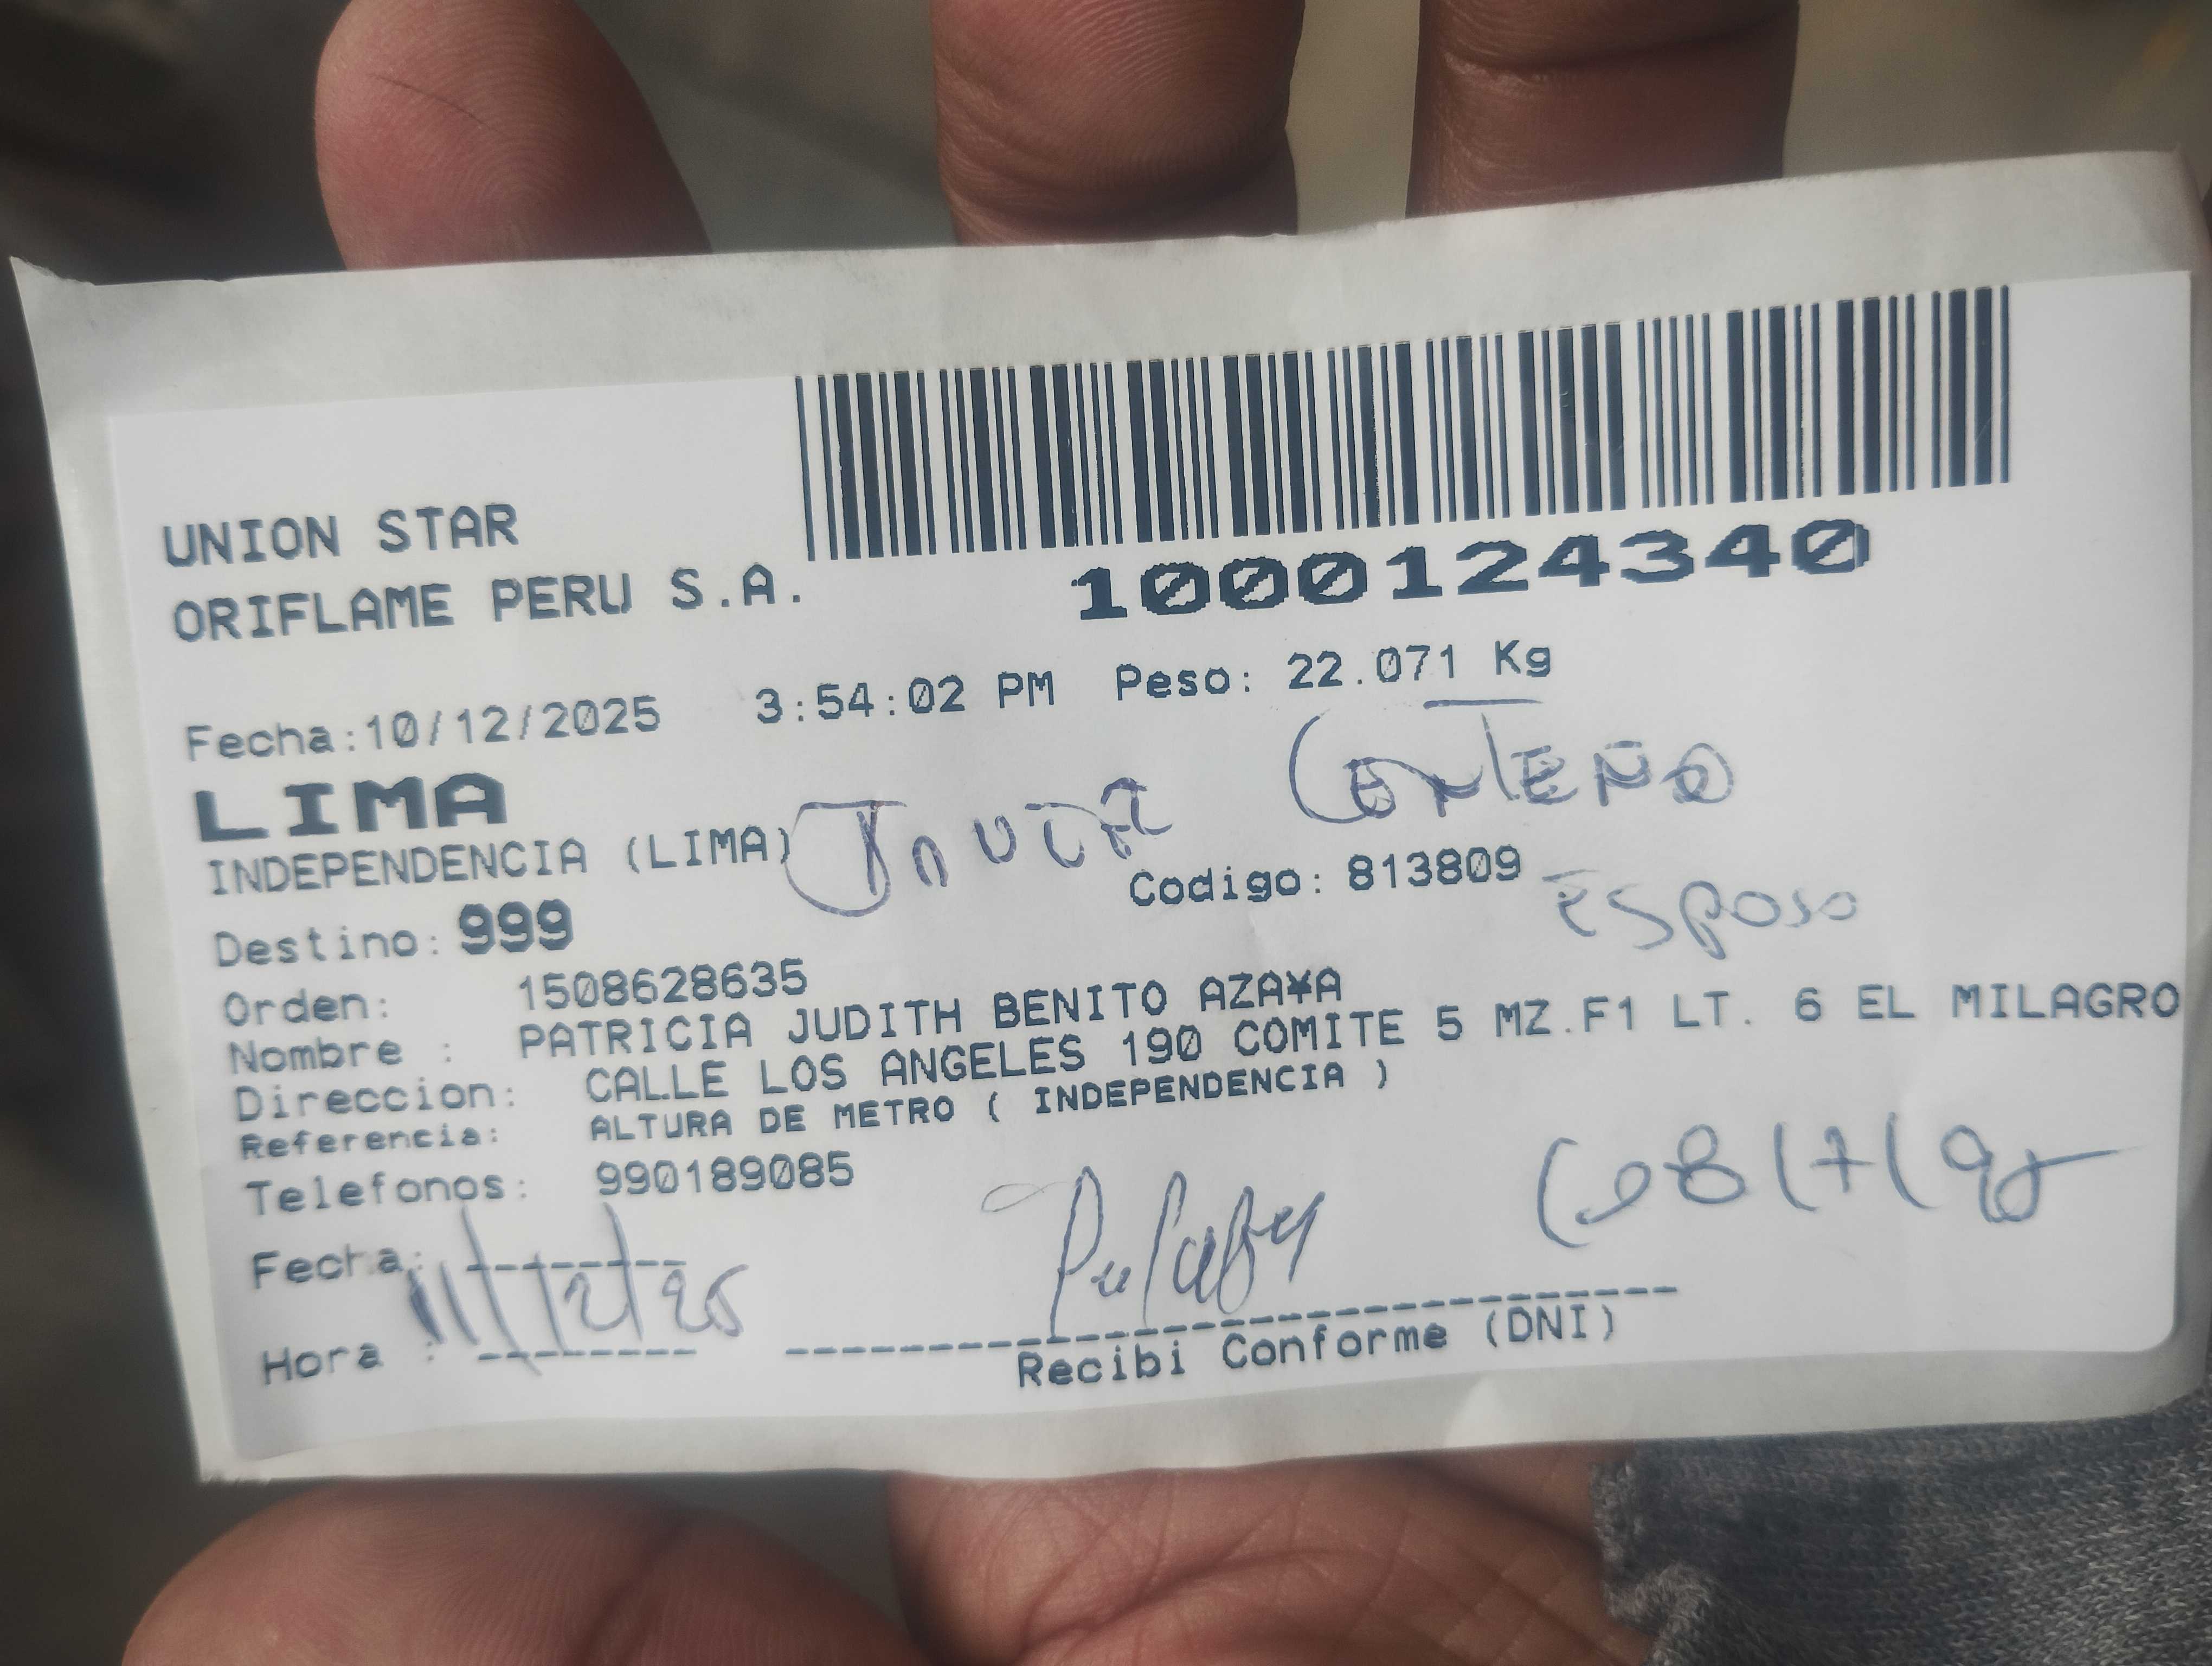 UNION STAR
ORIFLAME PERU S.A.
1000124340
Fecha:10/12/2025 3:54:02 PM Peso: 22.071 Kg
LIMA
INDEPENDENCIA (LIMA)
Codigo: 813809
Esposo
Destino: 999
Orden: 1508628635
Nombre : PATRICIA JUDITH BENITO AZA¥A
Direccion: CALLE LOS ANGELES 190 COMITE 5 MZ.F1 LT. 6 EL MILAGRO
Referencia: ALTURA DE METRO ( INDEPENDENCIA )
Telefonos: 990189085
Fecha: 11/12/25
Hora :
Recibi Conforme (DNI)